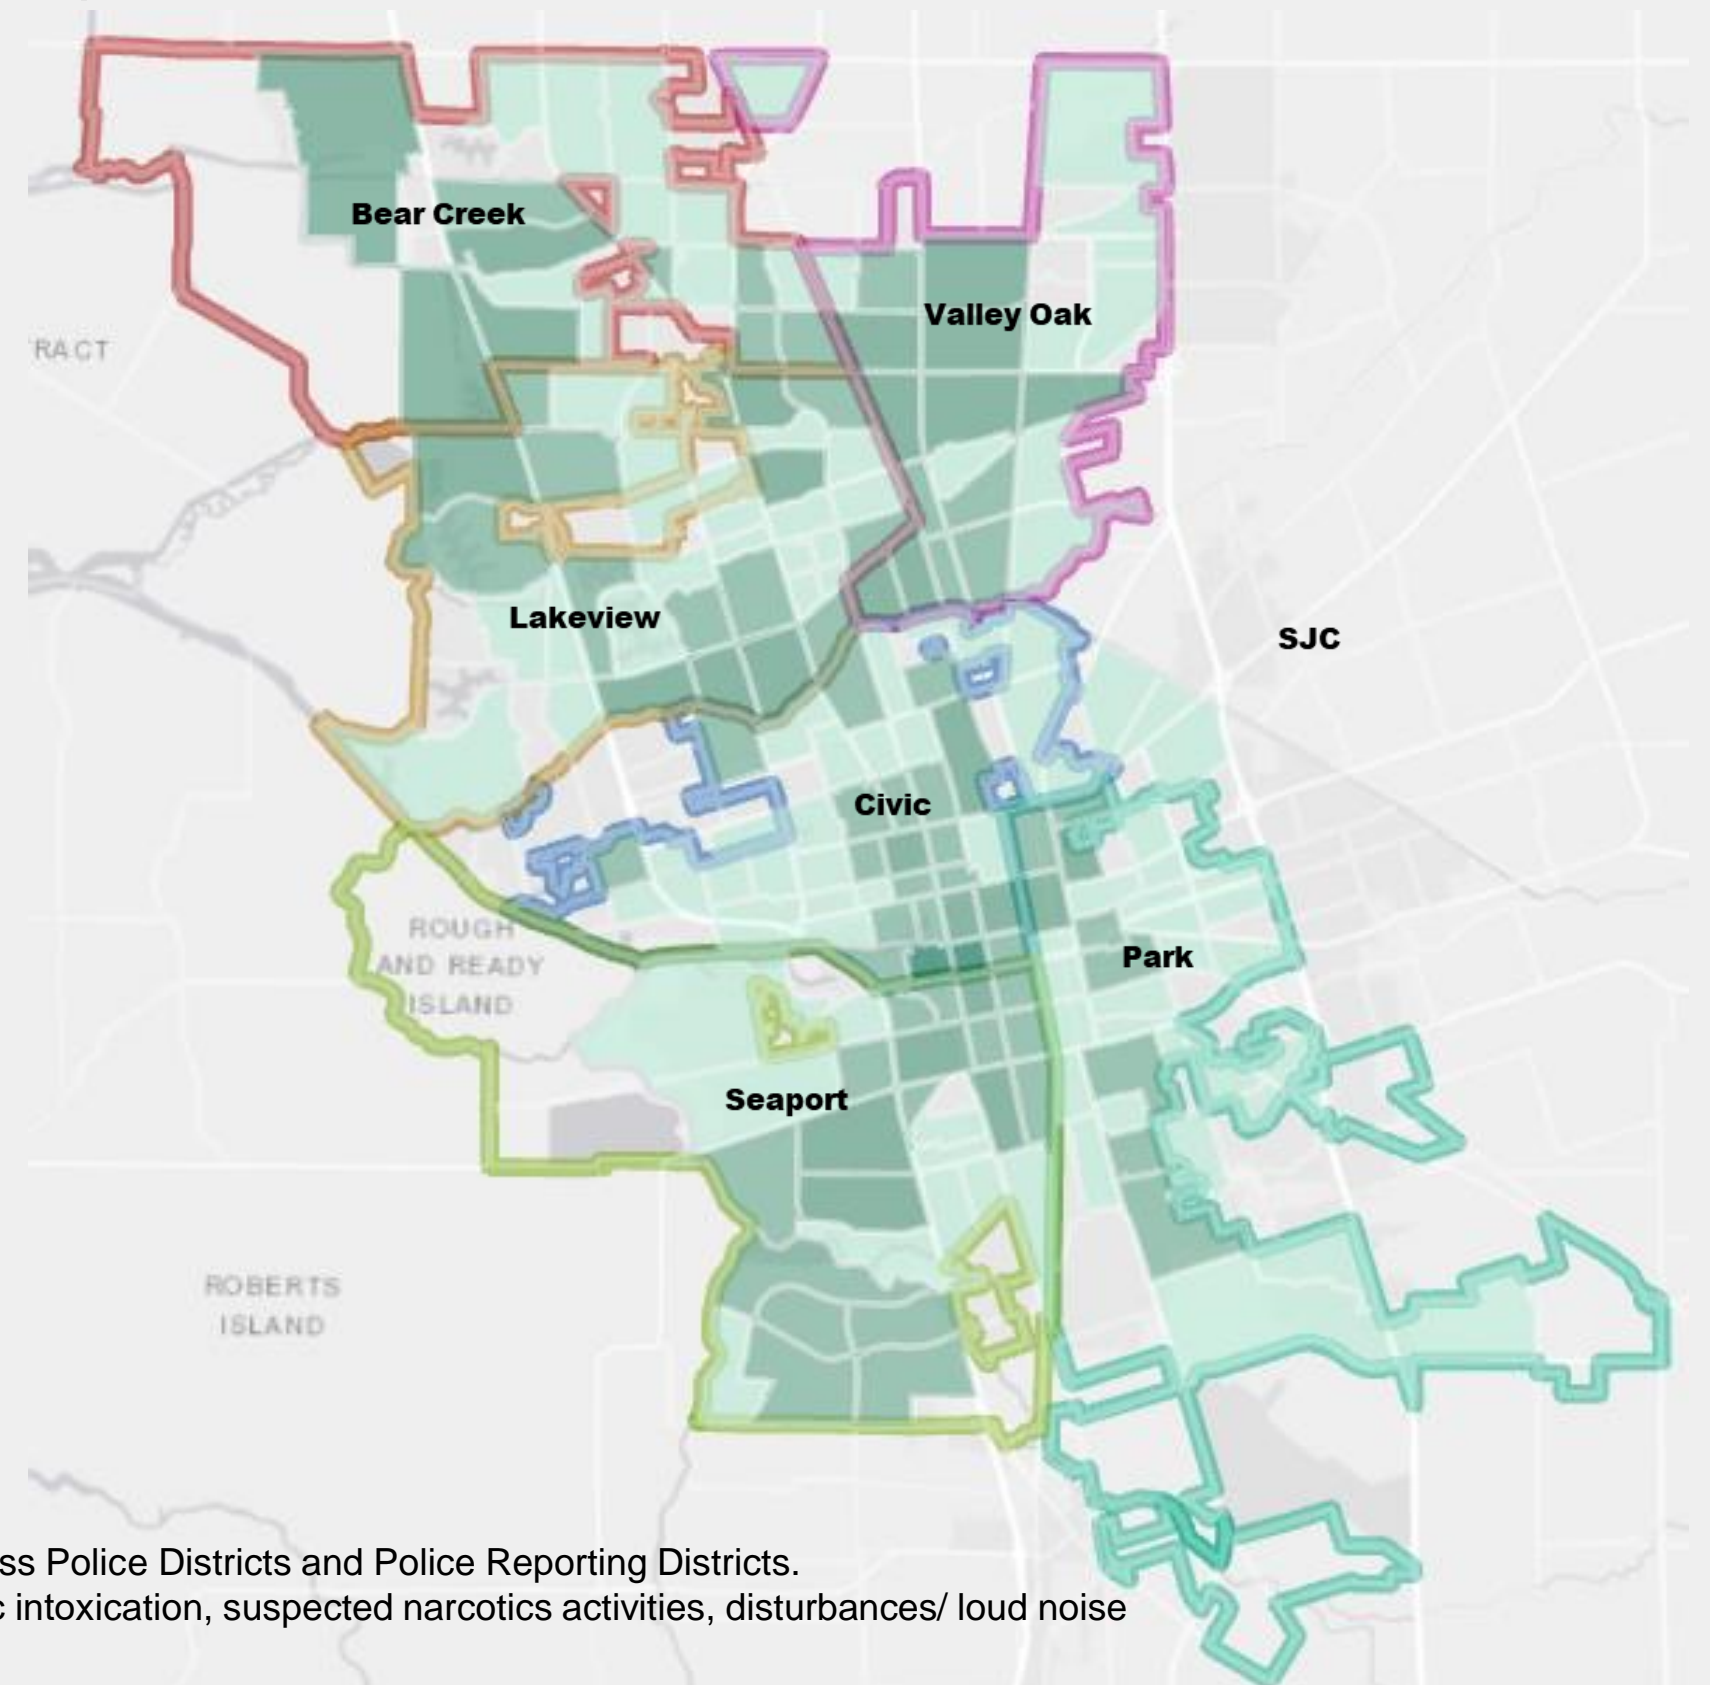 Bear Creek
Valley Oak
RACT
Lakeview
SJC
Civic
ROUGH
AND READY
ISLAND
Park
Seaport
ROBERTS
ISLAND
ss Police Districts and Police Reporting Districts.
c intoxication, suspected narcotics activities, disturbances/ loud noise